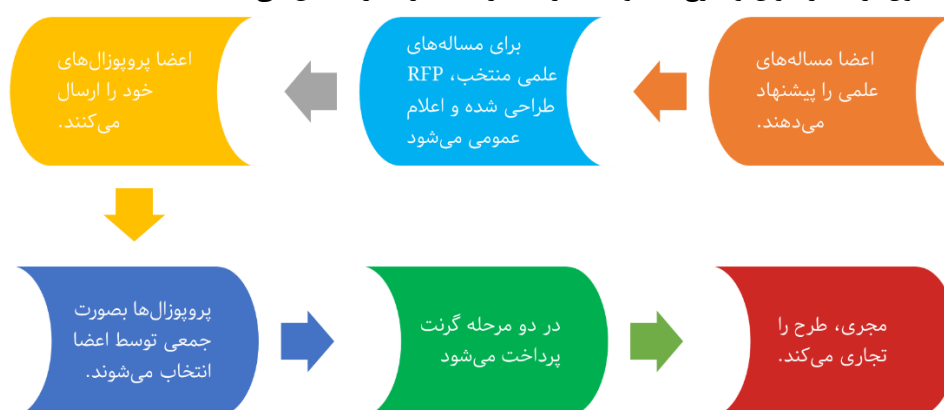 اعضا مساله‌های
علمی را پیشنهاد
می‌دهند.
برای مساله‌های
علمی منتخب، RFP
طراحی شده و اعلام
عمومی می‌شود
اعضا پروپوزال‌های
خود را ارسال
می‌کنند.
پروپوزال‌ها بصورت
جمعی توسط اعضا
انتخاب می‌شوند.
در دو مرحله گرنت
پرداخت می‌شود
مجری، طرح را
تجاری می‌کند.